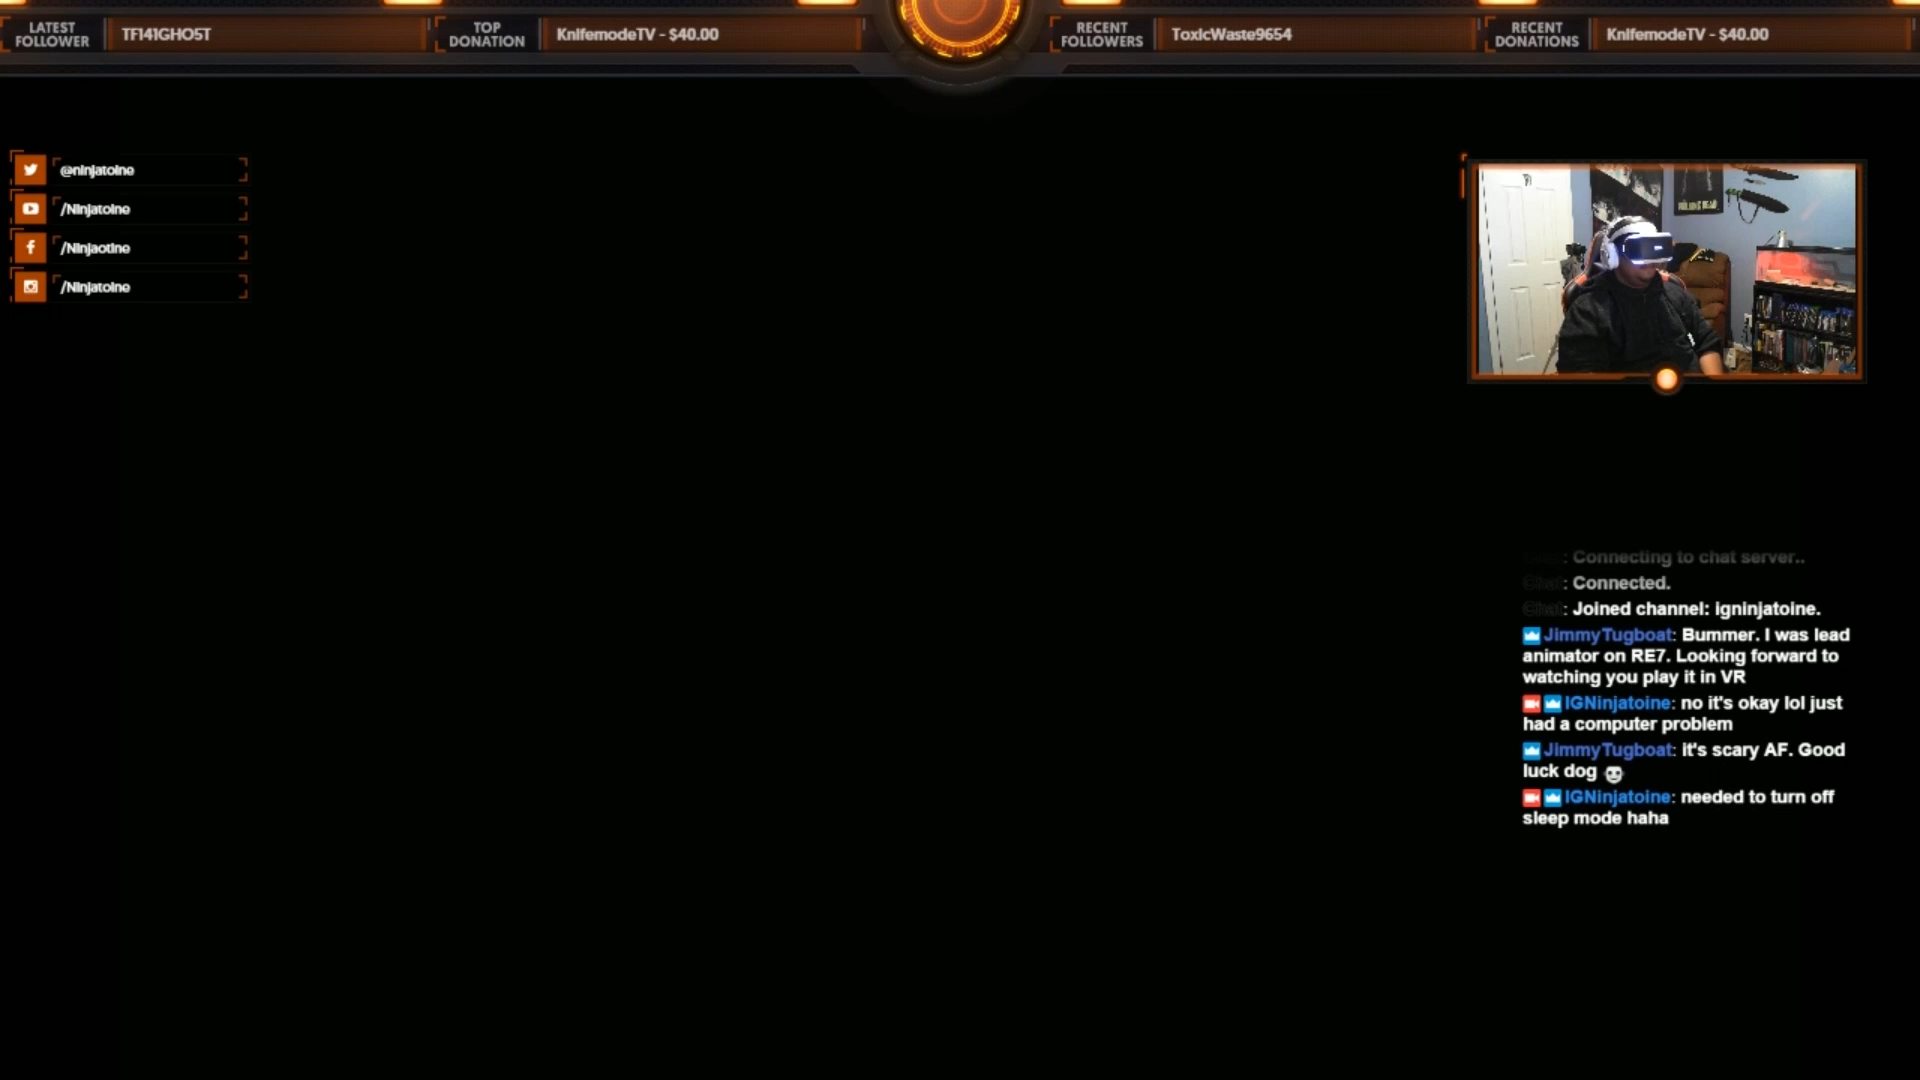 LATEST
FOLLOWER
TF141GHO5T
TOP
DONATION
KnifemodeTV - $40.00
RECENT
FOLLOWERS
ToxicWaste9654
RECENT
DONATIONS
KnifemodeTV - $40.00
@ninjatoine
/Ninjatoine
/Ninjaotine
/Ninjatoine
: Connecting to chat server..
Chat: Connected.
Chat: Joined channel: igninjatoine.
JimmyTugboat: Bummer. I was lead
animator on RE7. Looking forward to
watching you play it in VR
IGNinjatoine: no it's okay lol just
had a computer problem
JimmyTugboat: it's scary AF. Good
luck dog
IGNinjatoine: needed to turn off
sleep mode haha